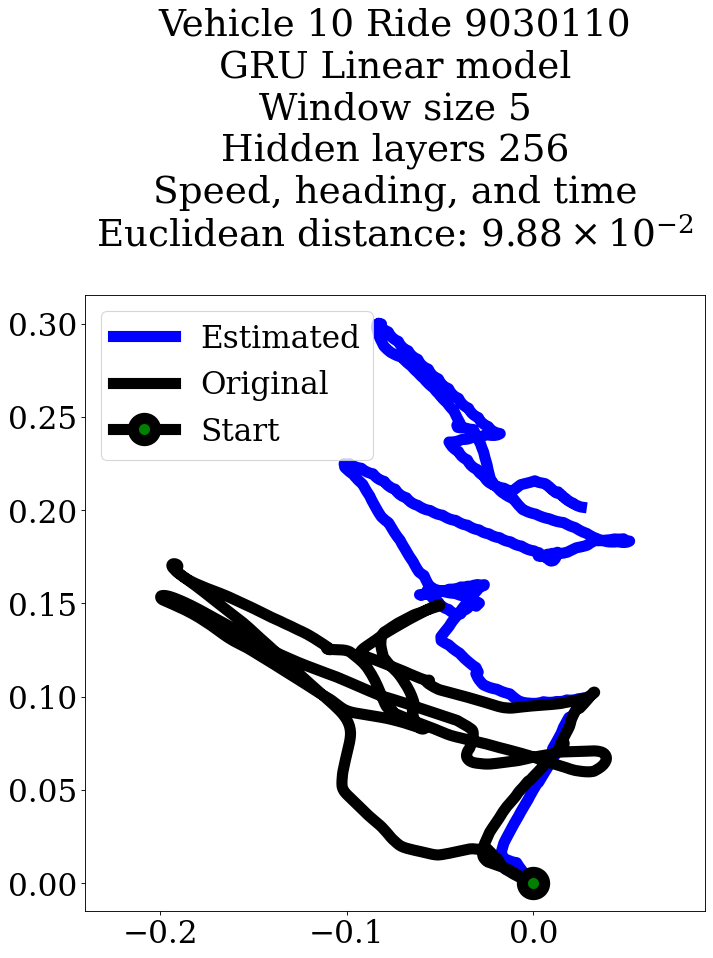 Vehicle 10 Ride 9030110
GRU Linear model
Window size 5
Hidden layers 256
Speed, heading, and time
Euclidean distance: 9.88 × 10⁻²
Estimated
Original
Start
0.30
0.25
0.20
0.15
0.10
0.05
0.00
−0.2 −0.1 0.0